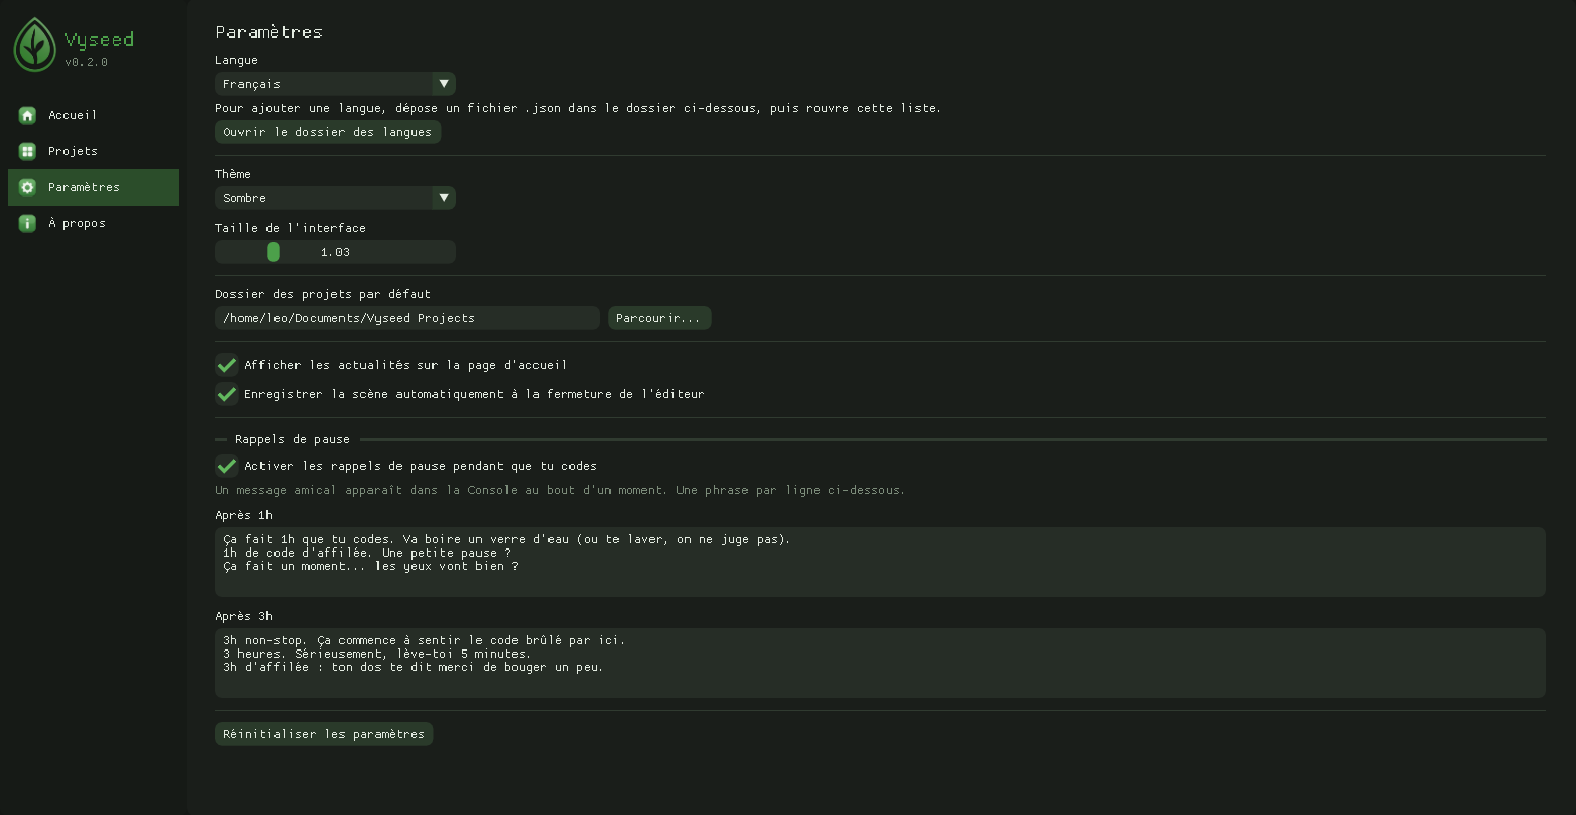 Vyseed
v0.2.0
Accueil
Projets
Paramètres
À propos
Paramètres
Langue
Français
Pour ajouter une langue, dépose un fichier .json dans le dossier ci-dessous, puis rouvre cette liste.
Ouvrir le dossier des langues
Thème
Sombre
Taille de l'interface
1.03
Dossier des projets par défaut
/home/leo/Documents/Vyseed Projects
Parcourir...
Afficher les actualités sur la page d'accueil
Enregistrer la scène automatiquement à la fermeture de l'éditeur
Rappels de pause
Activer les rappels de pause pendant que tu codes
Un message amical apparaît dans la Console au bout d'un moment. Une phrase par ligne ci-dessous.
Après 1h
Ça fait 1h que tu codes. Va boire un verre d'eau (ou te laver, on ne juge pas).
1h de code d'affilée. Une petite pause ?
Ça fait un moment... les yeux vont bien ?
Après 3h
3h non-stop. Ça commence à sentir le code brûlé par ici.
3 heures. Sérieusement, lève-toi 5 minutes.
3h d'affilée : ton dos te dit merci de bouger un peu.
Réinitialiser les paramètres